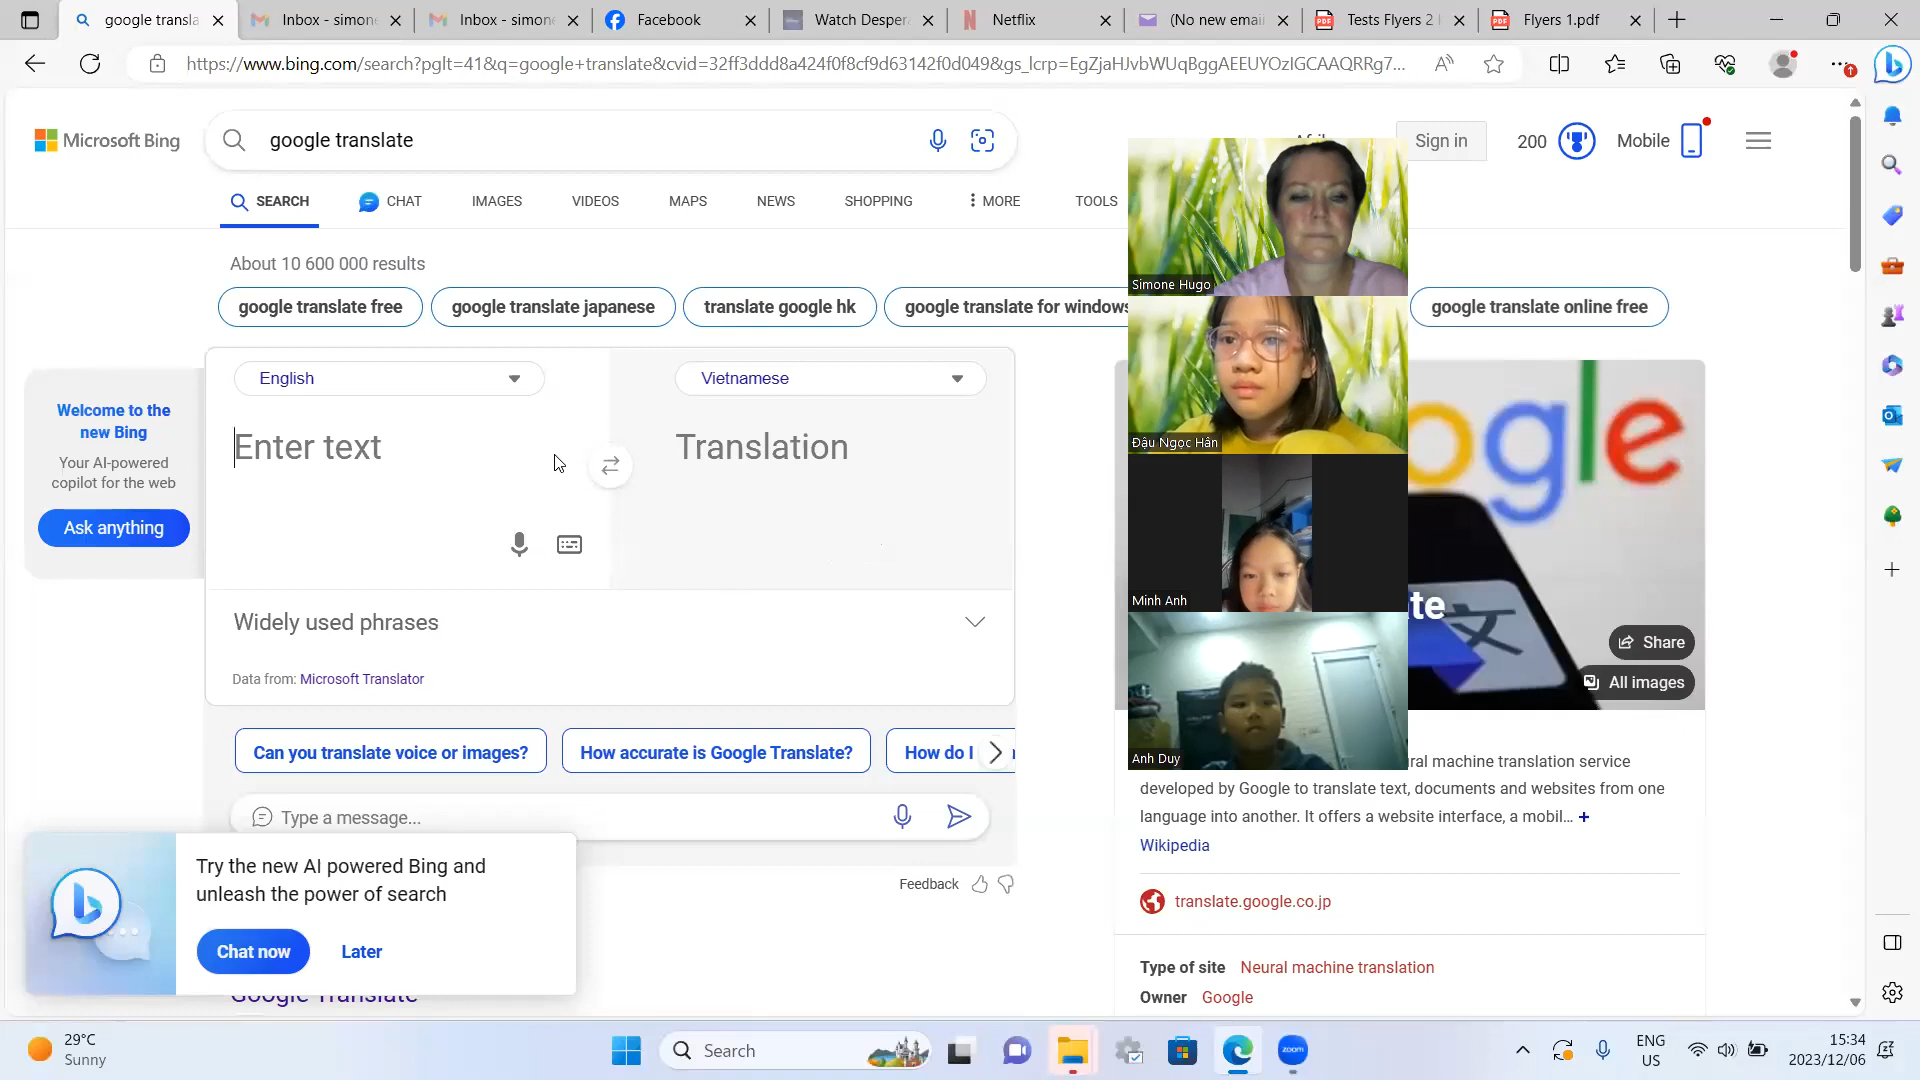 google transla
Inbox - simone
Inbox - simone
Facebook
Watch Despera
Netflix
(No new emai
Tests Flyers 2
Flyers 1.pdf
https://www.bing.com/search?pglt=41&q=google+translate&cvid=32ff3ddd8a424f0f8cf9d63142f0d049&gs_lcrp=EgZjaHJvbWUqBggAEEUYOzIGCAAQRRg7...
Microsoft Bing
google translate
Sign in
200
Mobile
SEARCH
CHAT
IMAGES
VIDEOS
MAPS
NEWS
SHOPPING
MORE
TOOLS
About 10 600 000 results
google translate free
google translate japanese
translate google hk
google translate for windows
google translate online free
Welcome to the
new Bing
Your AI-powered
copilot for the web
Ask anything
English
Vietnamese
Enter text
Translation
Widely used phrases
Data from: Microsoft Translator
Can you translate voice or images?
How accurate is Google Translate?
How do I
Type a message...
Feedback
Try the new AI powered Bing and
unleash the power of search
Chat now
Later
Google Translate
Simone Hugo
Đậu Ngọc Hân
Minh Anh
Anh Duy
ogle
te
Share
All images
ral machine translation service
developed by Google to translate text, documents and websites from one
language into another. It offers a website interface, a mobil... +
Wikipedia
translate.google.co.jp
Type of site Neural machine translation
Owner Google
29°C
Sunny
Search
zoom
ENG
US
15:34
2023/12/06